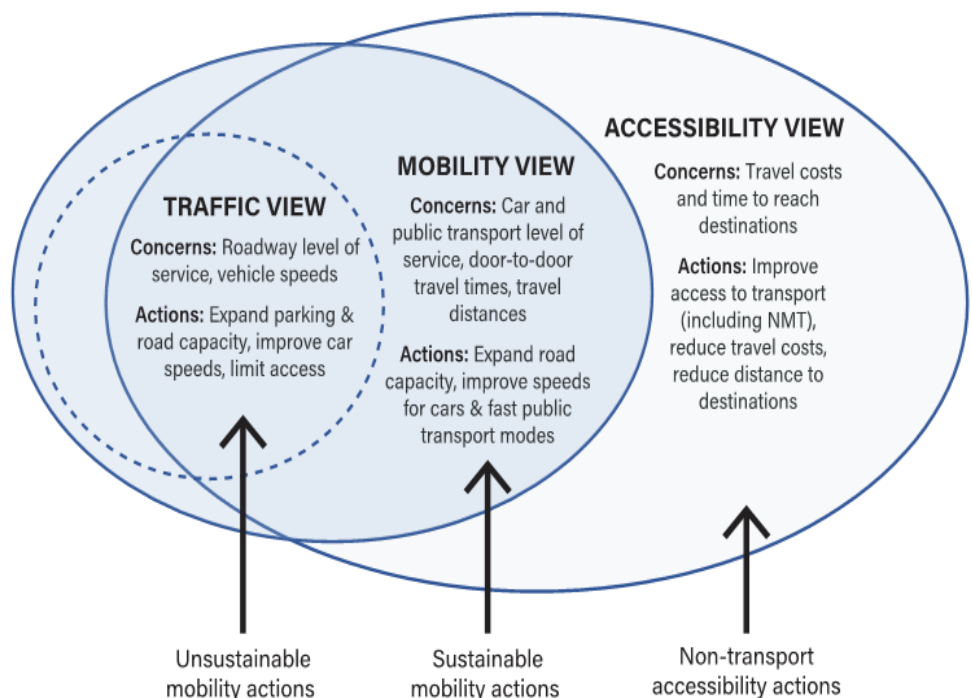 TRAFFIC VIEW
Concerns: Roadway level of
service, vehicle speeds
Actions: Expand parking &
road capacity, improve car
speeds, limit access
MOBILITY VIEW
Concerns: Car and
public transport level of
service, door-to-door
travel times, travel
distances
Actions: Expand road
capacity, improve speeds
for cars & fast public
transport modes
ACCESSIBILITY VIEW
Concerns: Travel costs
and time to reach
destinations
Actions: Improve
access to transport
(including NMT),
reduce travel costs,
reduce distance to
destinations
Unsustainable
mobility actions
Sustainable
mobility actions
Non-transport
accessibility actions